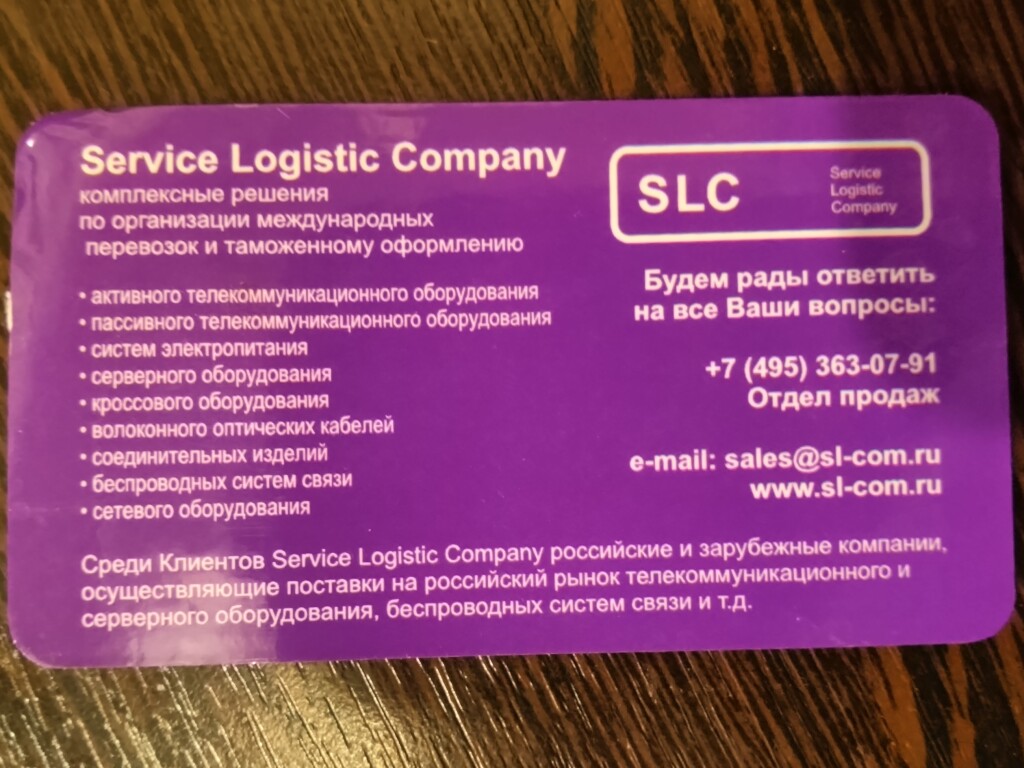 Service Logistic Company
комплексные решения
по организации международных
перевозок и таможенному оформлению
• активного телекоммуникационного оборудования
• пассивного телекоммуникационного оборудования
• систем электропитания
• серверного оборудования
• кроссового оборудования
• волоконного оптических кабелей
• соединительных изделий
• беспроводных систем связи
• сетевого оборудования
SLC
Service
Logistic
Company
Будем рады ответить
на все Ваши вопросы:
+7 (495) 363-07-91
Отдел продаж
e-mail: sales@sl-com.ru
www.sl-com.ru
Среди Клиентов Service Logistic Company российские и зарубежные компании,
осуществляющие поставки на российский рынок телекоммуникационного и
серверного оборудования, беспроводных систем связи и т.д.